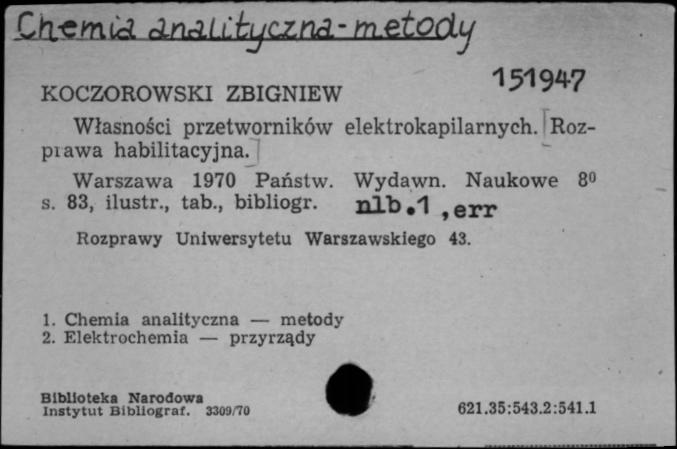 Chemia analityczna-metody
151947
KOCZOROWSKI ZBIGNIEW
Własności przetworników elektrokapilarnych. [Roz-
prawa habilitacyjna.]
Warszawa 1970 Państw. Wydawn. Naukowe 8⁰
s. 83, ilustr., tab., bibliogr. nlb.1, err
Rozprawy Uniwersytetu Warszawskiego 43.
1. Chemia analityczna — metody
2. Elektrochemia — przyrządy
Biblioteka Narodowa
Instytut Bibliograf. 3309/70 621.35:543.2:541.1